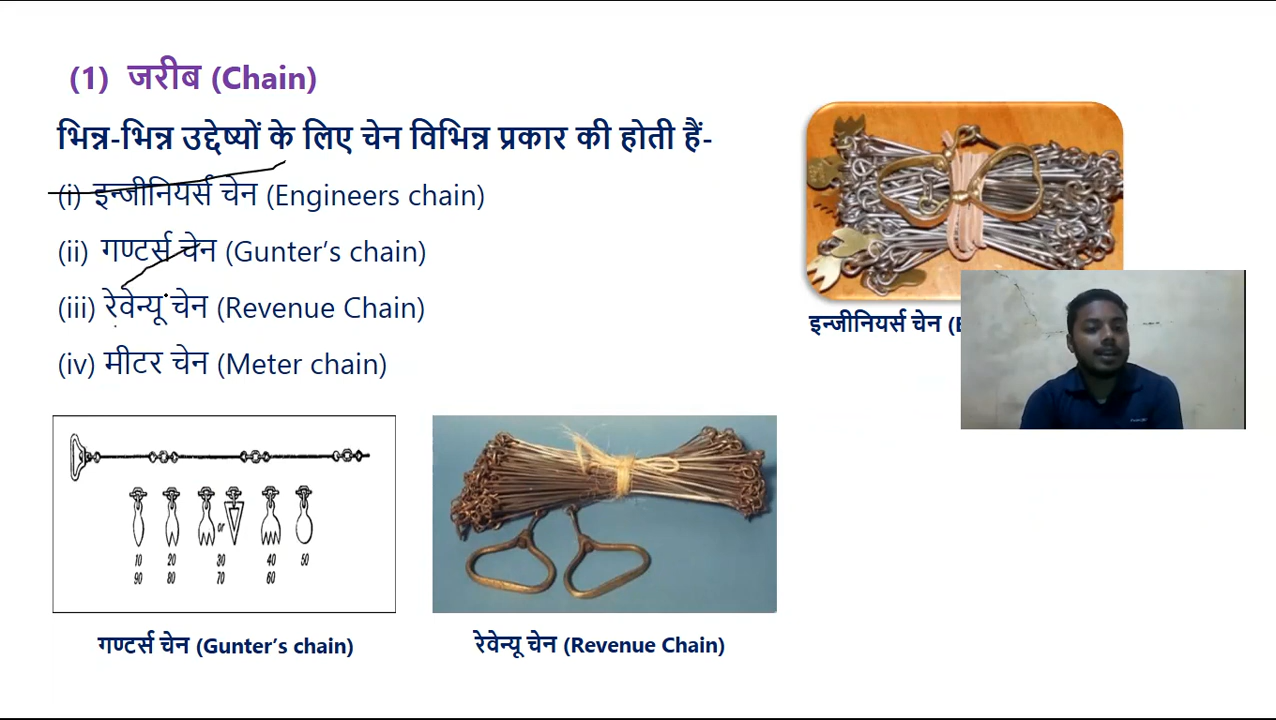 (1) जरीब (Chain)
भिन्न-भिन्न उद्देष्यों के लिए चेन विभिन्न प्रकार की होती हैं-
(i) इन्जीनियर्स चेन (Engineers chain)
(ii) गण्टर्स चेन (Gunter's chain)
(iii) रेवेन्यू चेन (Revenue Chain)
(iv) मीटर चेन (Meter chain)
इन्जीनियर्स चेन (E
10 20 or 30 40 50
90 80 70 60
गण्टर्स चेन (Gunter's chain)
रेवेन्यू चेन (Revenue Chain)